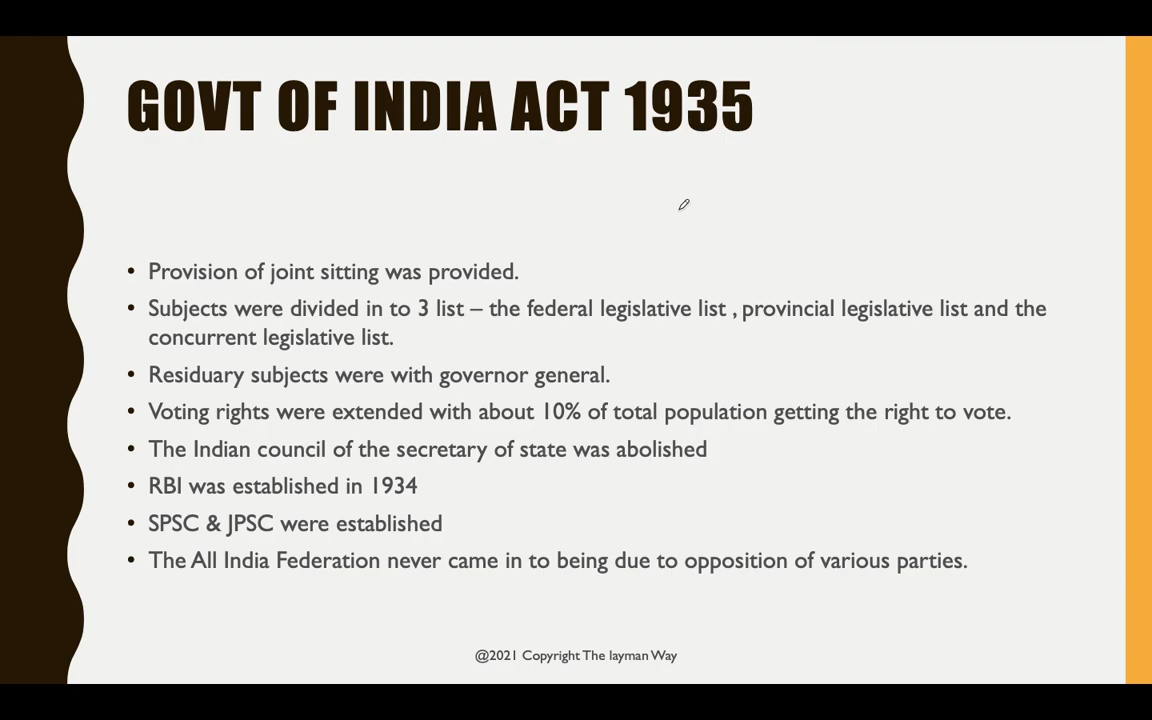 GOVT OF INDIA ACT 1935
• Provision of joint sitting was provided.
• Subjects were divided in to 3 list – the federal legislative list , provincial legislative list and the
concurrent legislative list.
• Residuary subjects were with governor general.
• Voting rights were extended with about 10% of total population getting the right to vote.
• The Indian council of the secretary of state was abolished
• RBI was established in 1934
• SPSC & JPSC were established
• The All India Federation never came in to being due to opposition of various parties.
@2021 Copyright The layman Way